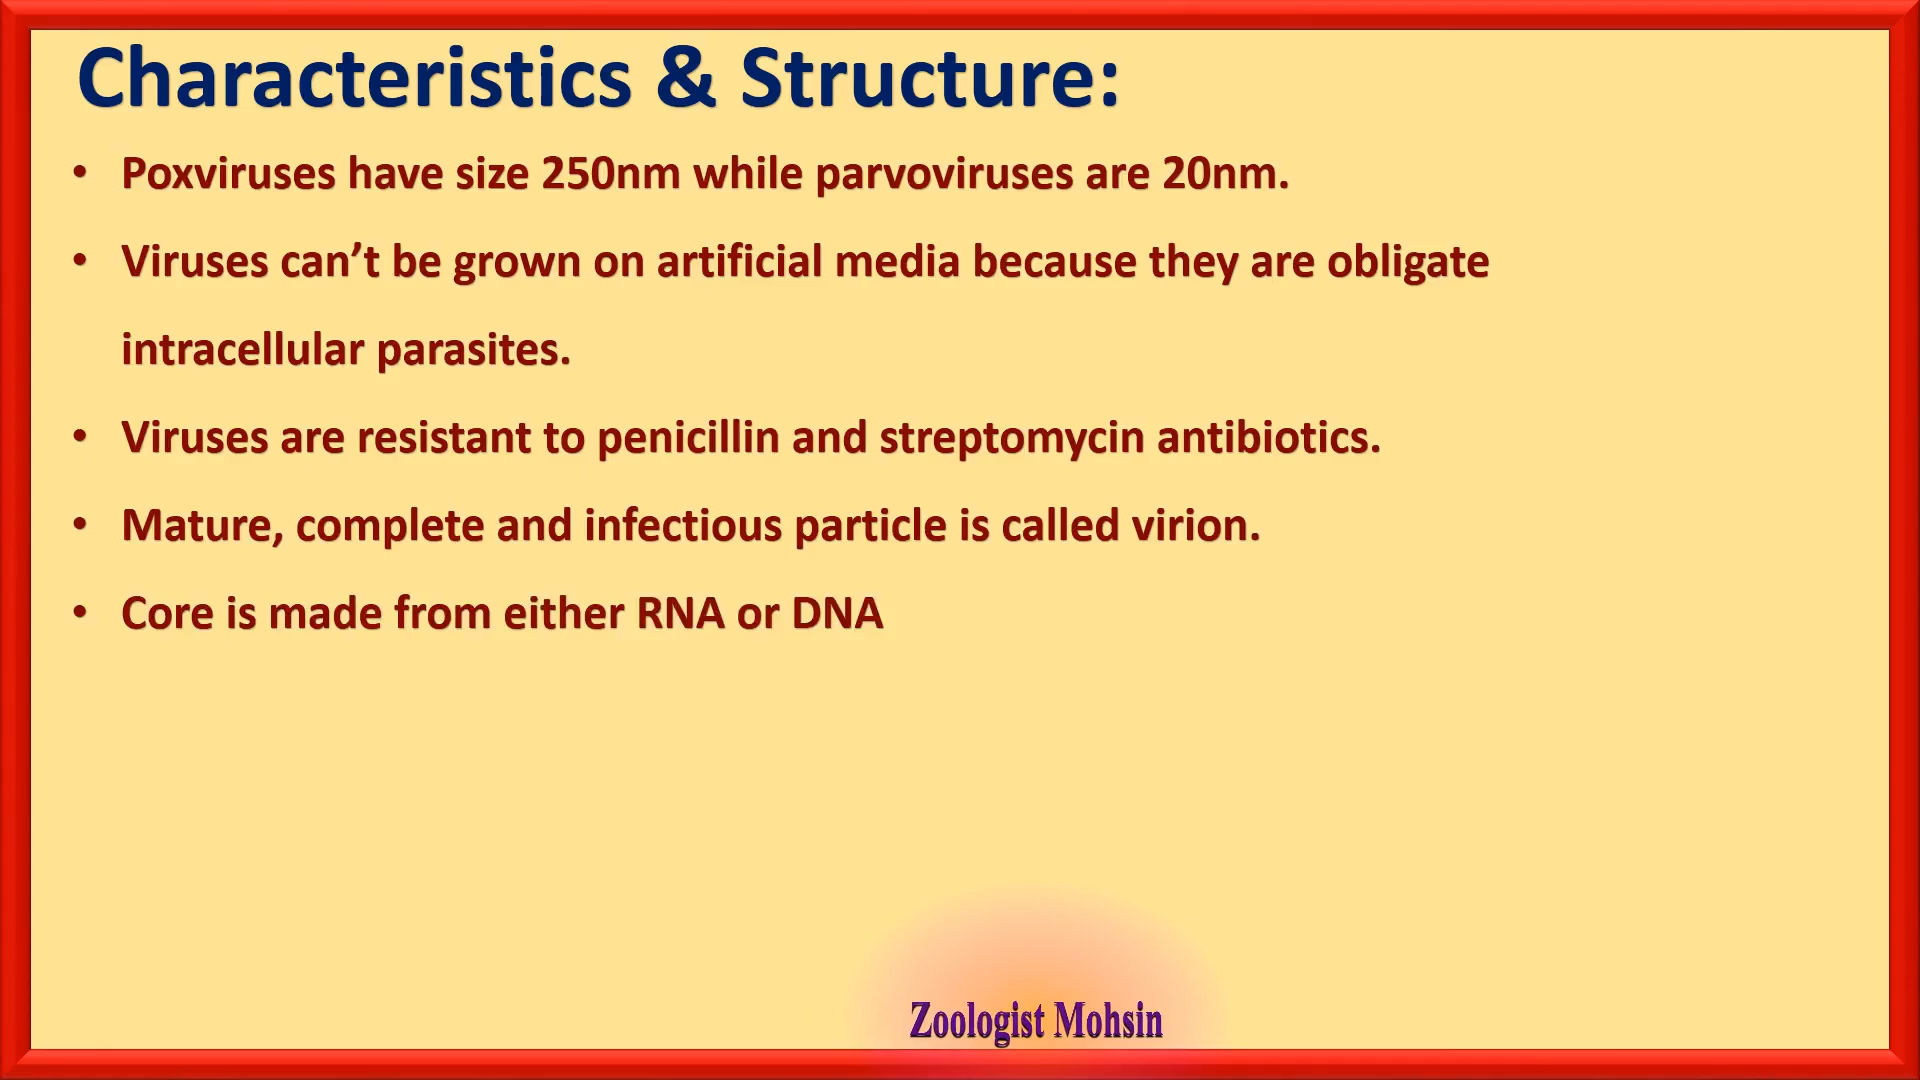 Characteristics & Structure:
• Poxviruses have size 250nm while parvoviruses are 20nm.
• Viruses can’t be grown on artificial media because they are obligate
intracellular parasites.
• Viruses are resistant to penicillin and streptomycin antibiotics.
• Mature, complete and infectious particle is called virion.
• Core is made from either RNA or DNA
Zoologist Mohsin